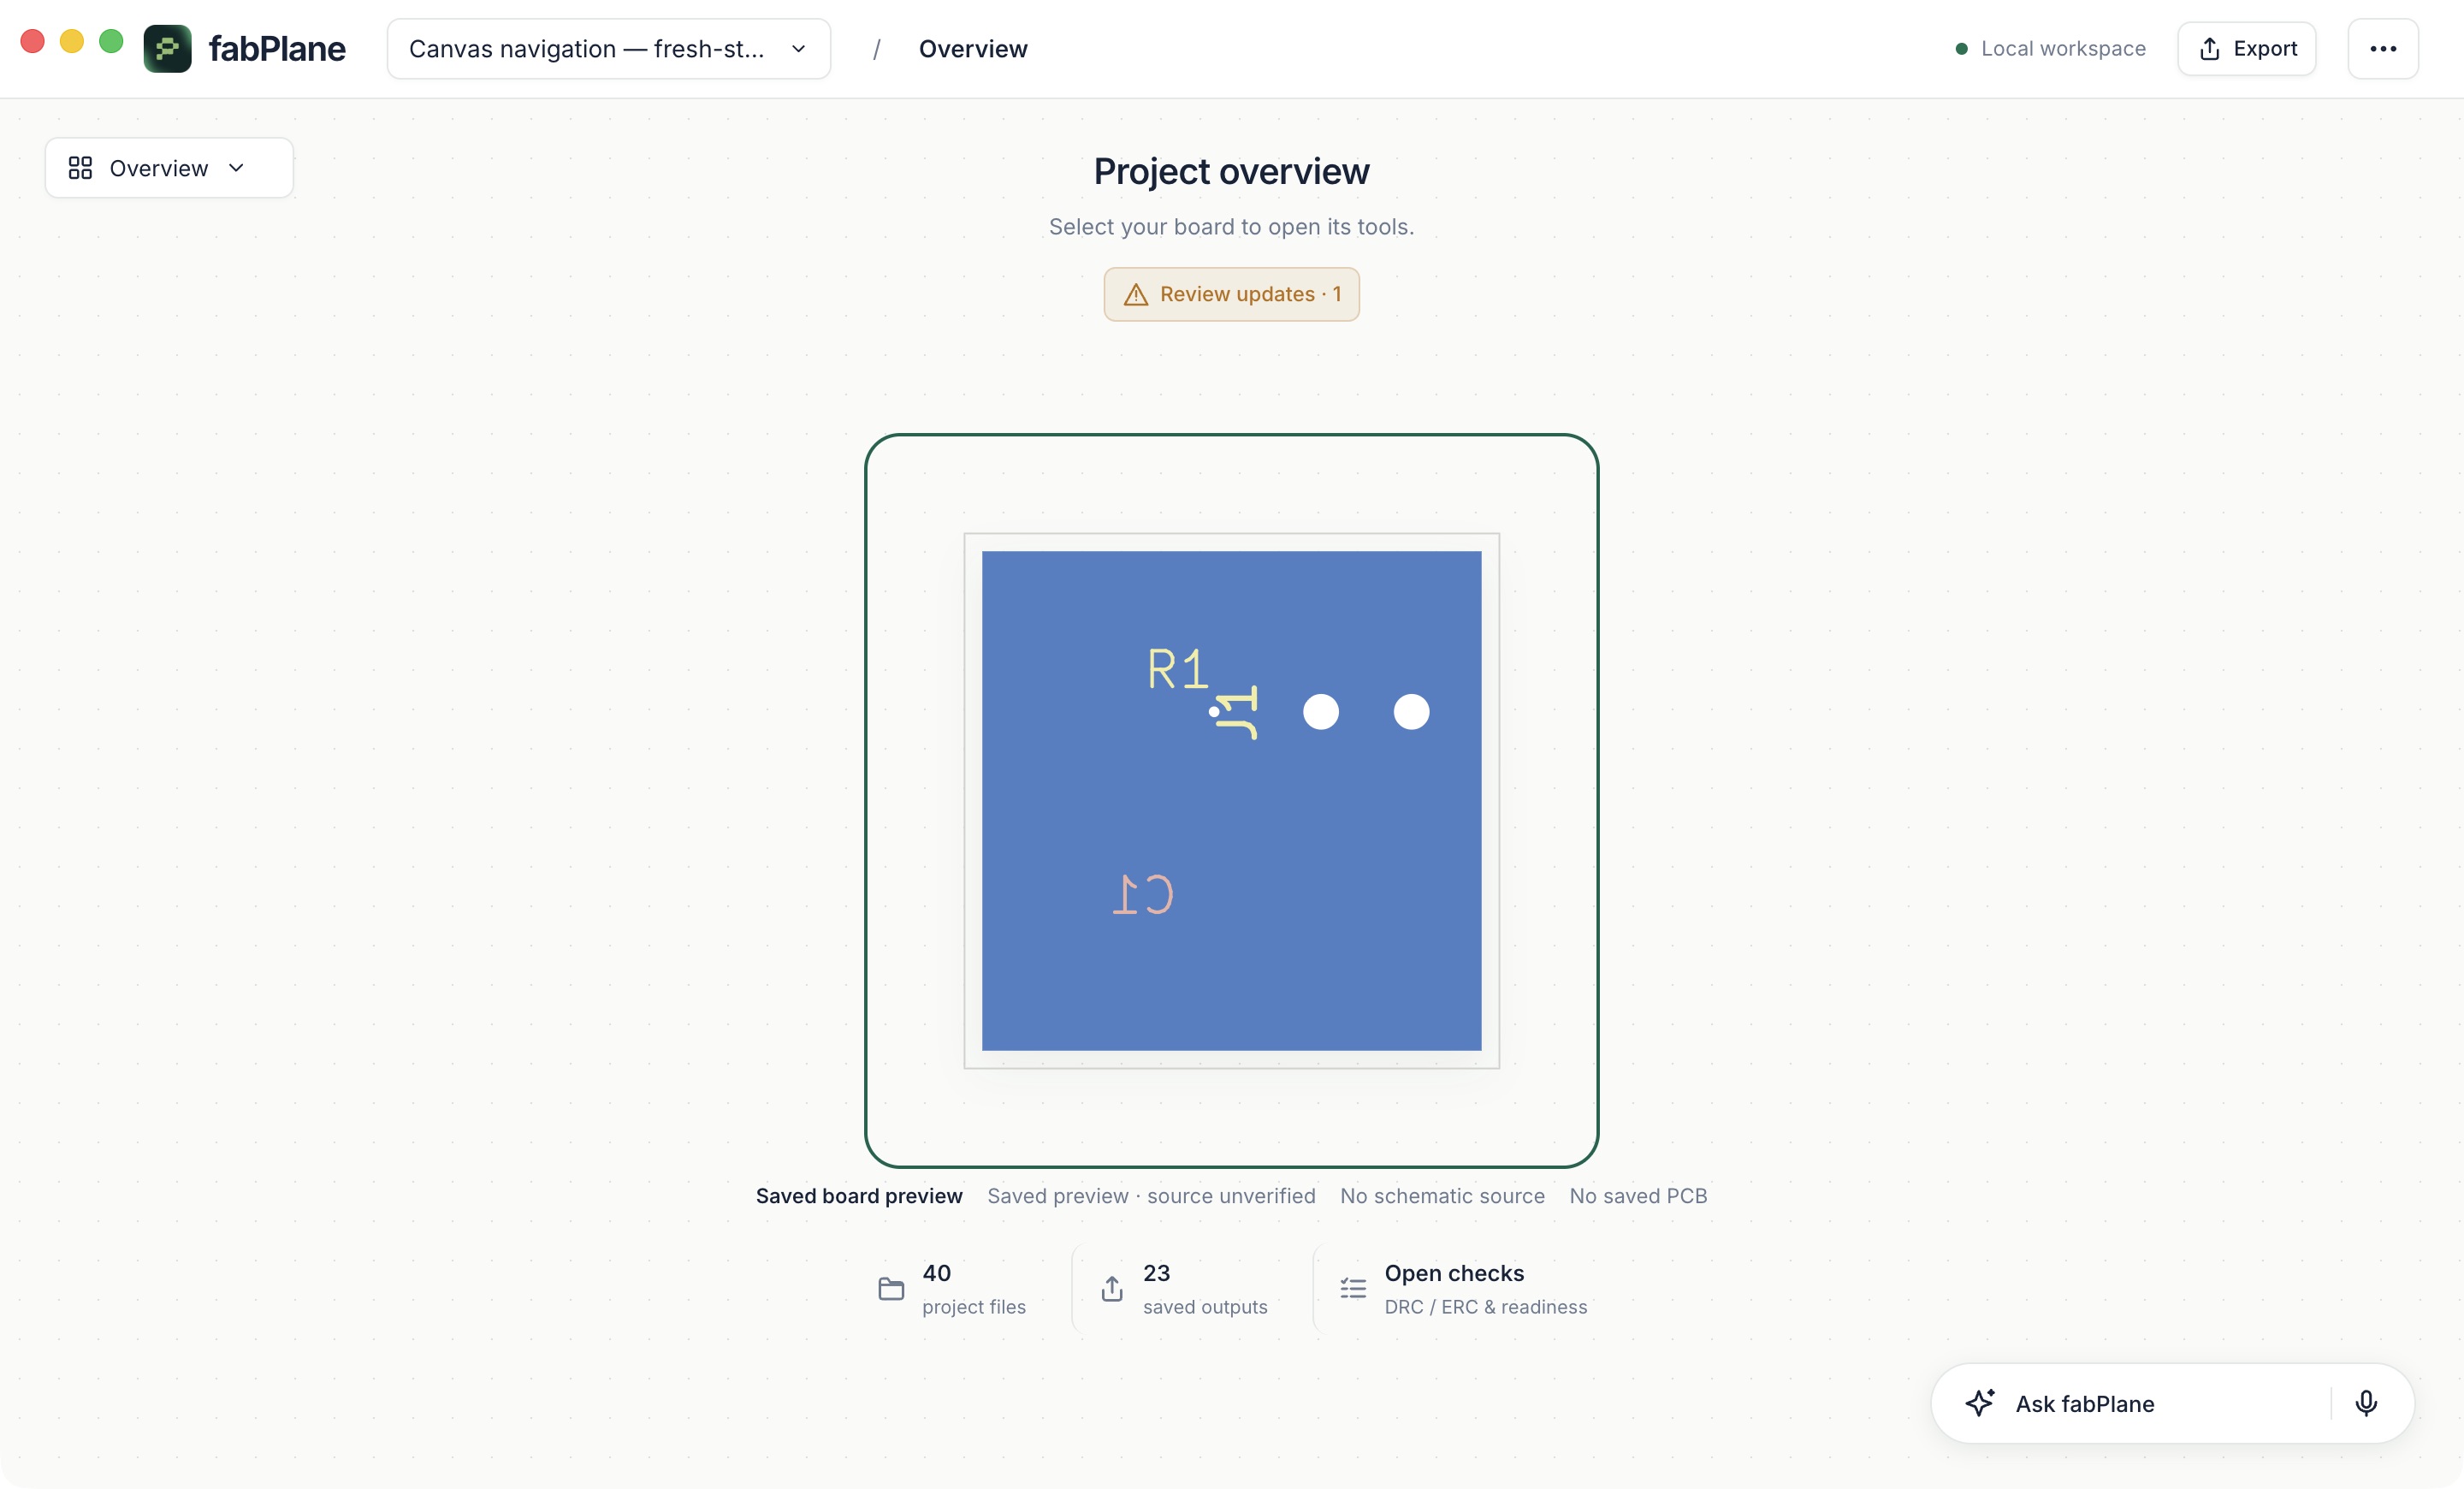 fabPlane
Canvas navigation — fresh-st...
/
Overview
Local workspace
Export
Overview
Project overview
Select your board to open its tools.
Review updates · 1
R1
J1
C1
Saved board preview
Saved preview · source unverified
No schematic source
No saved PCB
40
project files
23
saved outputs
Open checks
DRC / ERC & readiness
Ask fabPlane